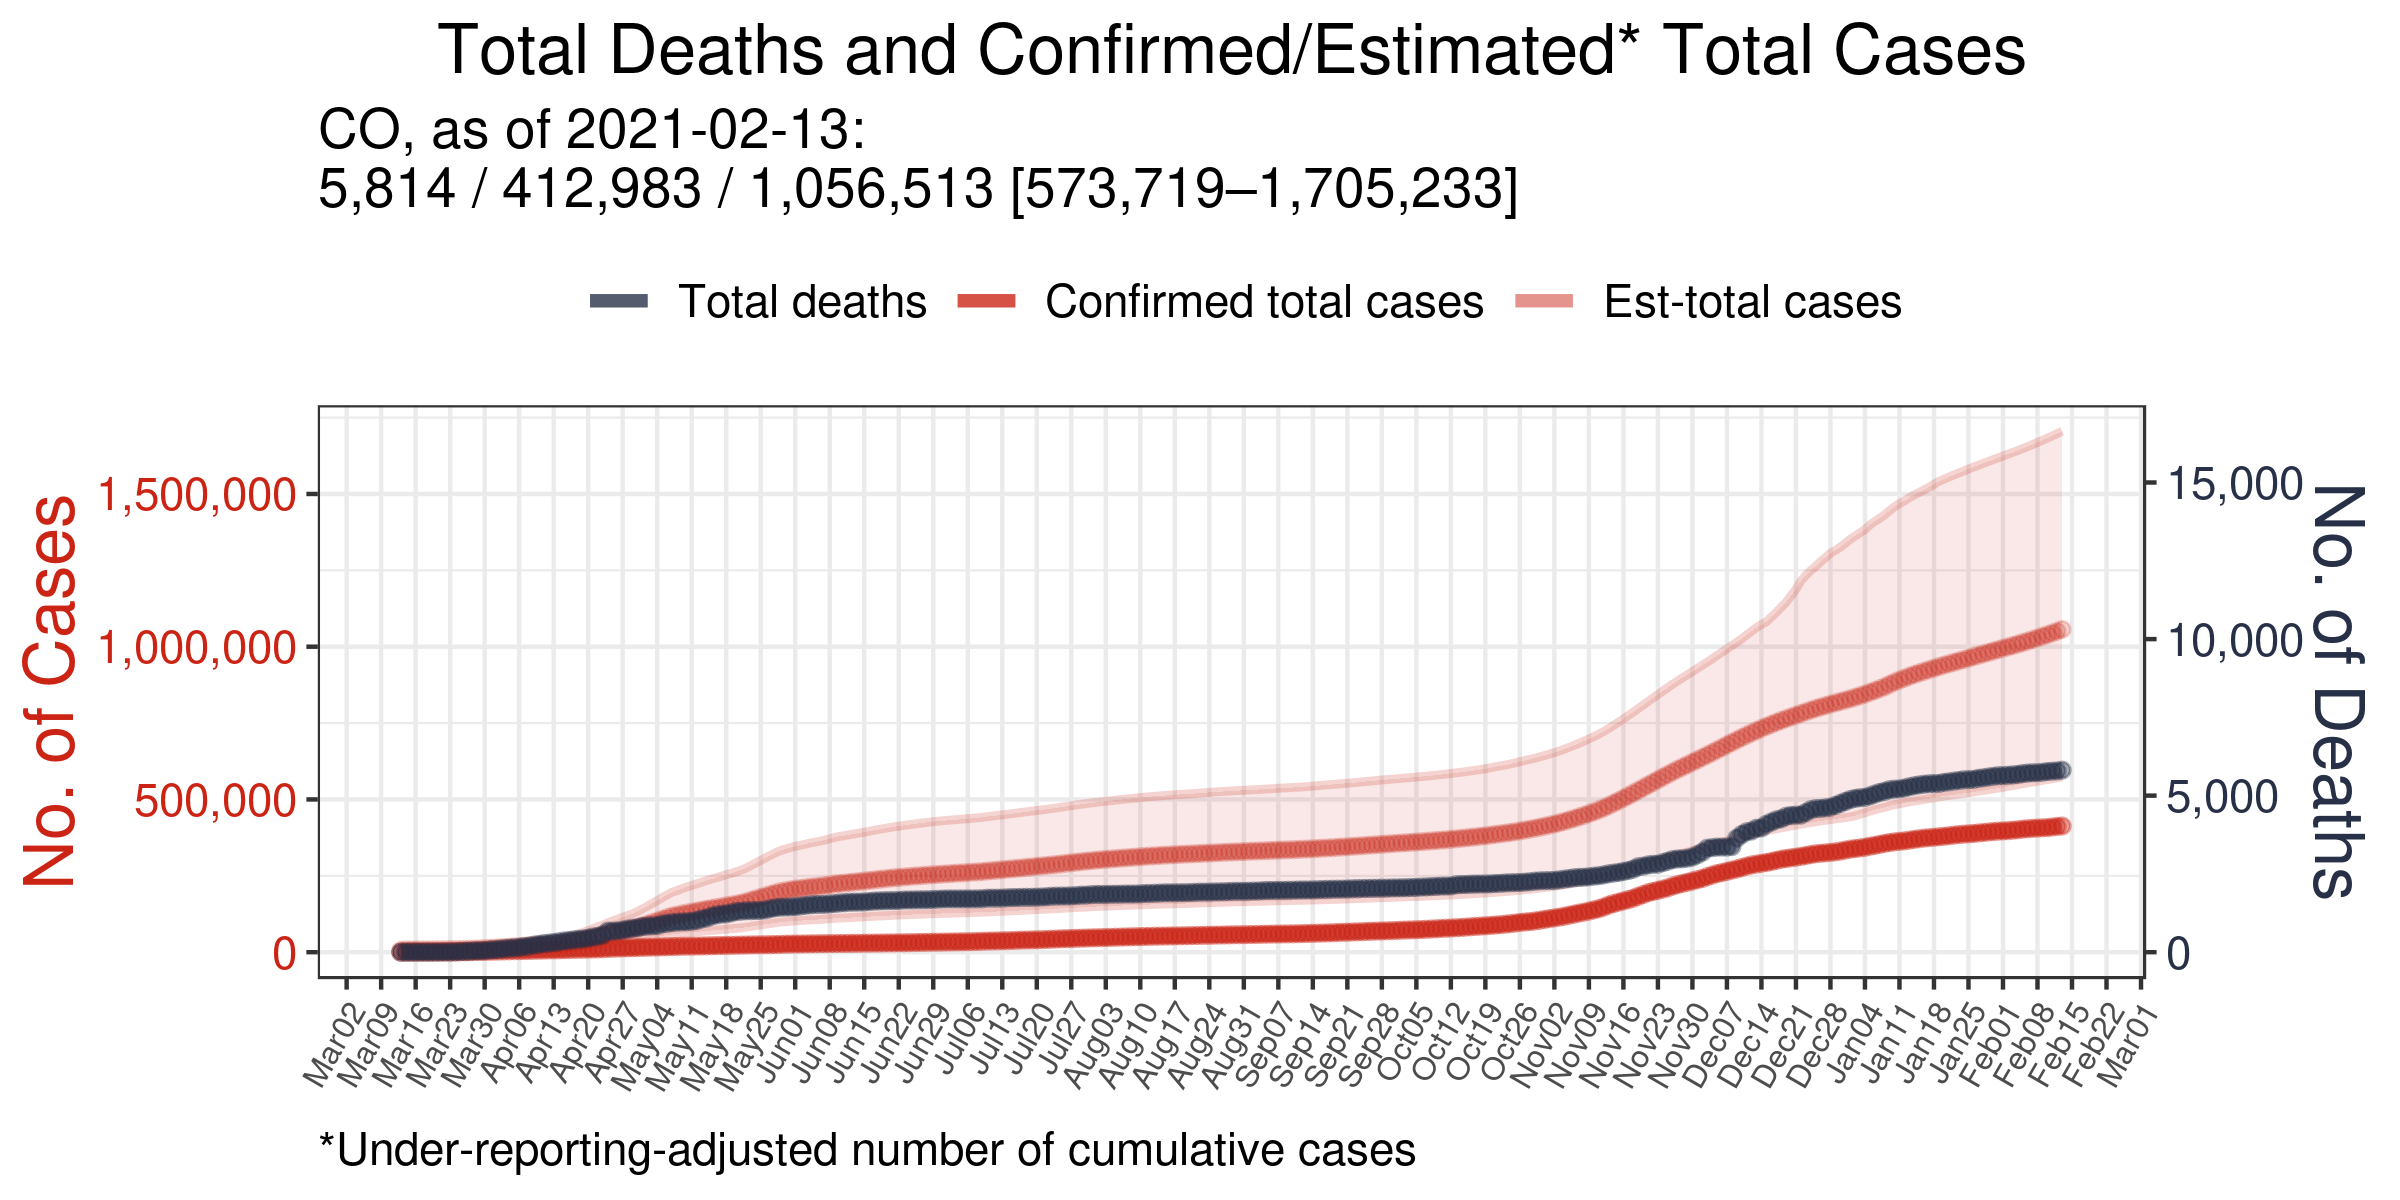 Total Deaths and Confirmed/Estimated* Total Cases
CO, as of 2021-02-13:
5,814 / 412,983 / 1,056,513 [573,719–1,705,233]
Total deaths
Confirmed total cases
Est-total cases
No. of Cases
1,500,000
1,000,000
500,000
0
15,000
10,000
5,000
0
No. of Deaths
Mar02
Mar09
Mar16
Mar23
Mar30
Apr06
Apr13
Apr20
Apr27
May04
May11
May18
May25
Jun01
Jun08
Jun15
Jun22
Jun29
Jul06
Jul13
Jul20
Jul27
Aug03
Aug10
Aug17
Aug24
Aug31
Sep07
Sep14
Sep21
Sep28
Oct05
Oct12
Oct19
Oct26
Nov02
Nov09
Nov16
Nov23
Nov30
Dec07
Dec14
Dec21
Dec28
Jan04
Jan11
Jan18
Jan25
Feb01
Feb08
Feb15
Feb22
Mar01
*Under-reporting-adjusted number of cumulative cases